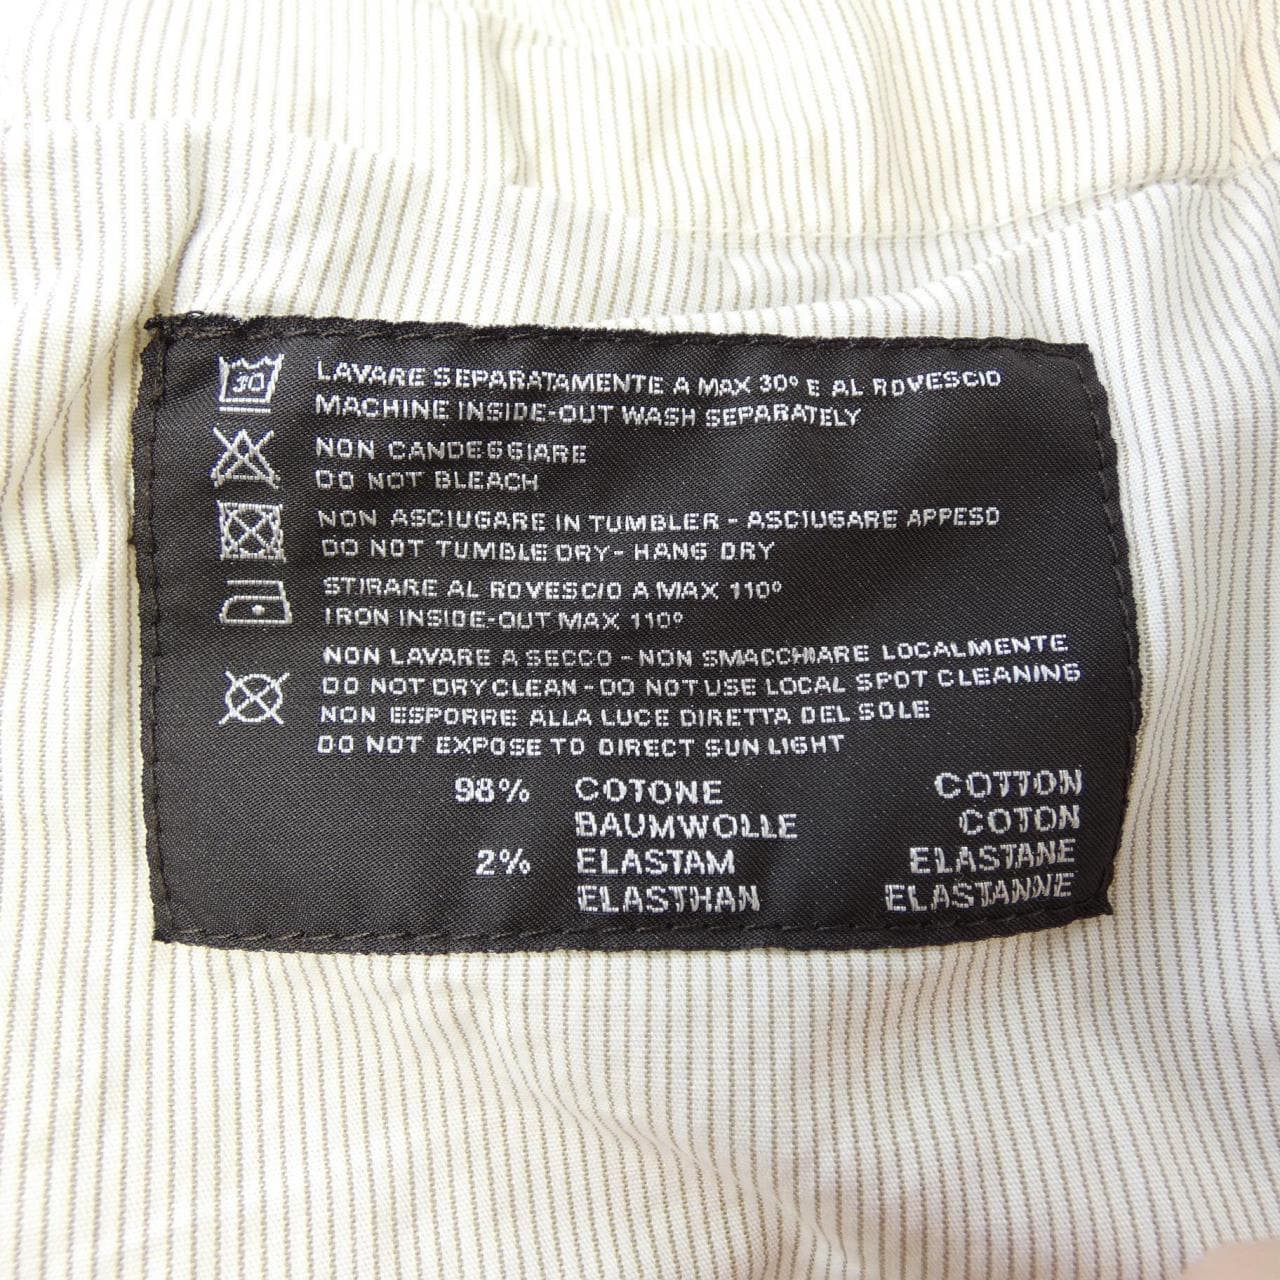 30 LAVARE SEPARATAMENTE A MAX 30° E AL ROVESCIO
MACHINE INSIDE-OUT WASH SEPARATELY
NON CANDEGGIARE
DO NOT BLEACH
NON ASCIUGARE IN TUMBLER - ASCIUGARE APPESO
DO NOT TUMBLE DRY - HANG DRY
STIRARE AL ROVESCIO A MAX 110°
IRON INSIDE-OUT MAX 110°
NON LAVARE A SECCO - NON SMACCHIARE LOCALMENTE
DO NOT DRY CLEAN - DO NOT USE LOCAL SPOT CLEANING
NON ESPORRE ALLA LUCE DIRETTA DEL SOLE
DO NOT EXPOSE TO DIRECT SUN LIGHT
98% COTONE COTTON
BAUMWOLLE COTON
2% ELASTAM ELASTANE
ELASTHAN ELASTANNE